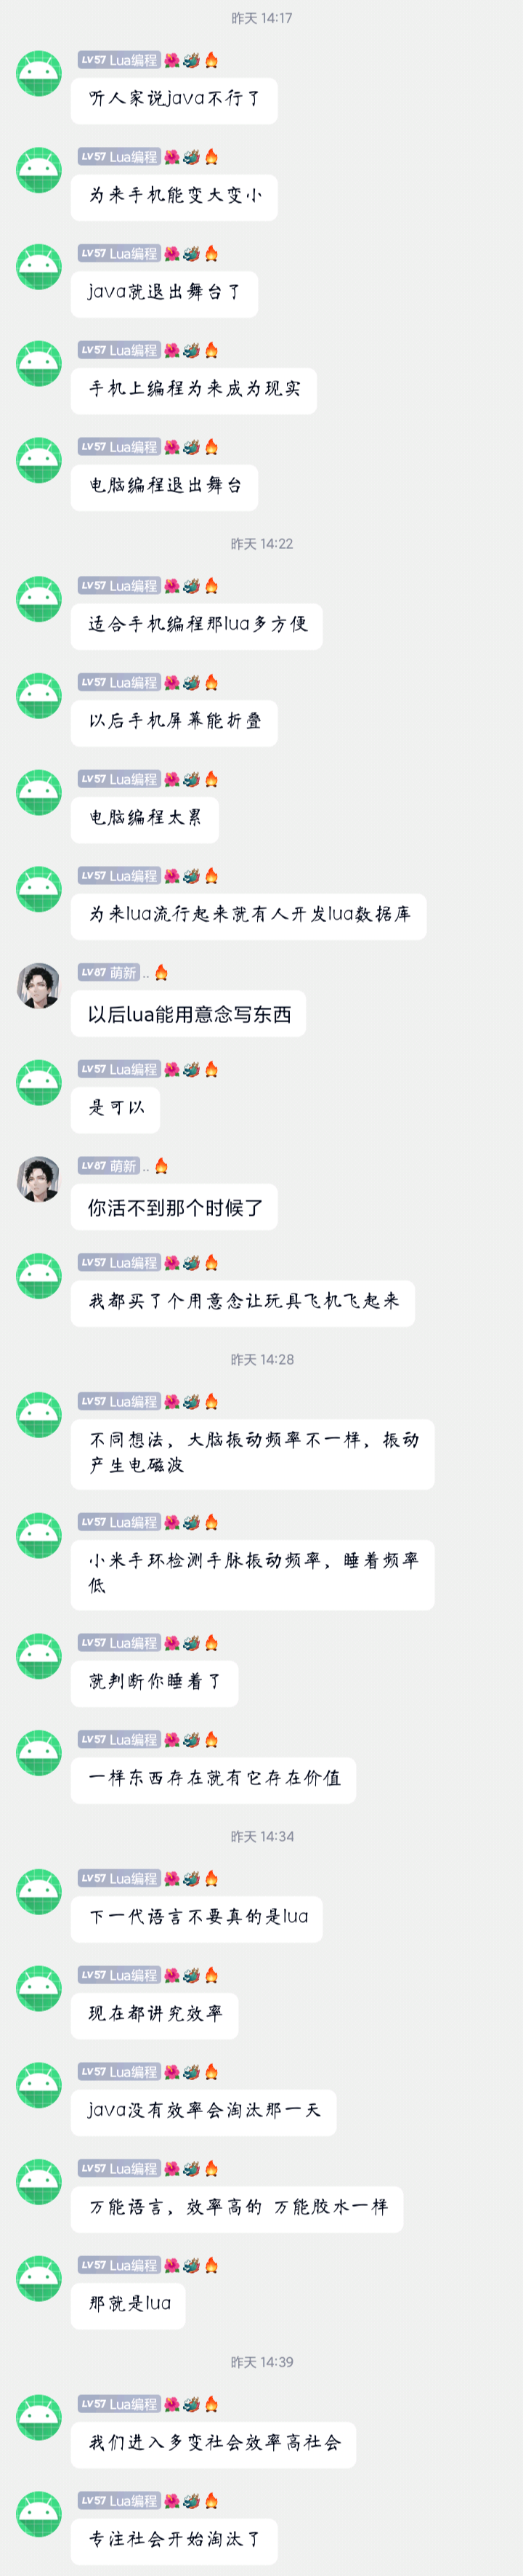 昨天 14:17
LV57 Lua编程🌺🐲🔥
听人家说java不行了
LV57 Lua编程🌺🐲🔥
为来手机能变大变小
LV57 Lua编程🌺🐲🔥
java就退出舞台了
LV57 Lua编程🌺🐲🔥
手机上编程为来成为现实
LV57 Lua编程🌺🐲🔥
电脑编程退出舞台
昨天 14:22
LV57 Lua编程🌺🐲🔥
适合手机编程那lua多方便
LV57 Lua编程🌺🐲🔥
以后手机屏幕能折叠
LV57 Lua编程🌺🐲🔥
电脑编程太累
LV57 Lua编程🌺🐲🔥
为来lua流行起来就有人开发lua数据库
LV87 萌新 .. 🔥
以后lua能用意念写东西
LV57 Lua编程🌺🐲🔥
是可以
LV87 萌新 .. 🔥
你活不到那个时候了
LV57 Lua编程🌺🐲🔥
我都买了个用意念让玩具飞机飞起来
昨天 14:28
LV57 Lua编程🌺🐲🔥
不同想法，大脑振动频率不一样，振动
产生电磁波
LV57 Lua编程🌺🐲🔥
小米手环检测手脉振动频率，睡着频率
低
LV57 Lua编程🌺🐲🔥
就判断你睡着了
LV57 Lua编程🌺🐲🔥
一样东西存在就有它存在价值
昨天 14:34
LV57 Lua编程🌺🐲🔥
下一代语言不要真的是lua
LV57 Lua编程🌺🐲🔥
现在都讲究效率
LV57 Lua编程🌺🐲🔥
java没有效率会淘汰那一天
LV57 Lua编程🌺🐲🔥
万能语言，效率高的 万能胶水一样
LV57 Lua编程🌺🐲🔥
那就是lua
昨天 14:39
LV57 Lua编程🌺🐲🔥
我们进入多变社会效率高社会
LV57 Lua编程🌺🐲🔥
专注社会开始淘汰了